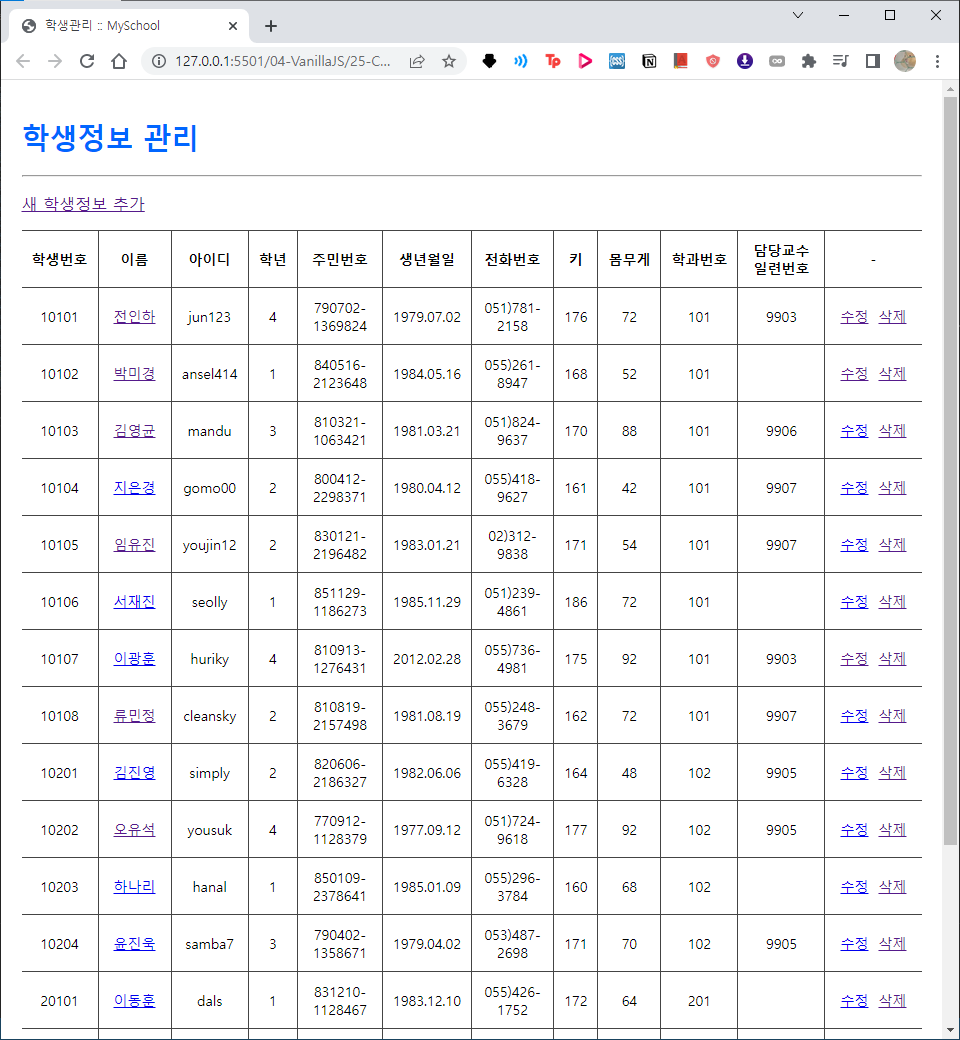 학생관리 :: MySchool
127.0.0.1:5501/04-VanillaJS/25-C...
학생정보 관리
새 학생정보 추가
학생번호 이름 아이디 학년 주민번호 생년월일 전화번호 키 몸무게 학과번호 담당교수 -
일련번호
10101 전인하 jun123 4 790702- 1979.07.02 051)781- 176 72 101 9903 수정 삭제
1369824 2158
10102 박미경 ansel414 1 840516- 1984.05.16 055)261- 168 52 101 수정 삭제
2123648 8947
10103 김영균 mandu 3 810321- 1981.03.21 051)824- 170 88 101 9906 수정 삭제
1063421 9637
10104 지은경 gomo00 2 800412- 1980.04.12 055)418- 161 42 101 9907 수정 삭제
2298371 9627
10105 임유진 youjin12 2 830121- 1983.01.21 02)312- 171 54 101 9907 수정 삭제
2196482 9838
10106 서재진 seolly 1 851129- 1985.11.29 051)239- 186 72 101 수정 삭제
1186273 4861
10107 이광훈 huriky 4 810913- 2012.02.28 055)736- 175 92 101 9903 수정 삭제
1276431 4981
10108 류민정 cleansky 2 810819- 1981.08.19 055)248- 162 72 101 9907 수정 삭제
2157498 3679
10201 김진영 simply 2 820606- 1982.06.06 055)419- 164 48 102 9905 수정 삭제
2186327 6328
10202 오유석 yousuk 4 770912- 1977.09.12 051)724- 177 92 102 9905 수정 삭제
1128379 9618
10203 하나리 hanal 1 850109- 1985.01.09 055)296- 160 68 102 수정 삭제
2378641 3784
10204 윤진욱 samba7 3 790402- 1979.04.02 053)487- 171 70 102 9905 수정 삭제
1358671 2698
20101 이동훈 dals 1 831210- 1983.12.10 055)426- 172 64 201 수정 삭제
1128467 1752